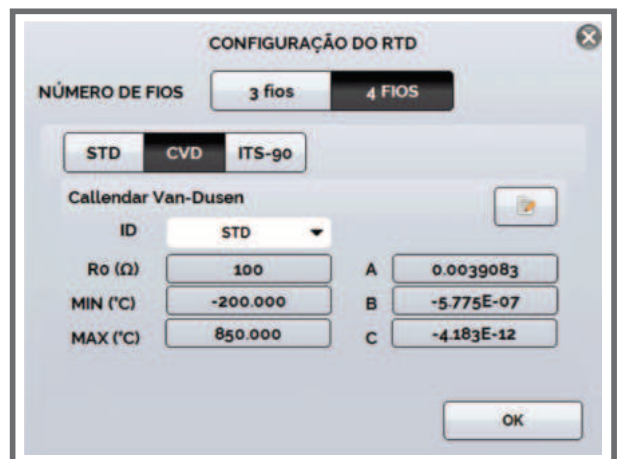 CONFIGURAÇÃO DO RTD
NÚMERO DE FIOS 3 fios 4 FIOS
STD CVD ITS-90
Callendar Van-Dusen
ID STD
R0 (Ω) 100 A 0.0039083
MIN (°C) -200.000 B -5.775E-07
MAX (°C) 850.000 C -4.183E-12
OK